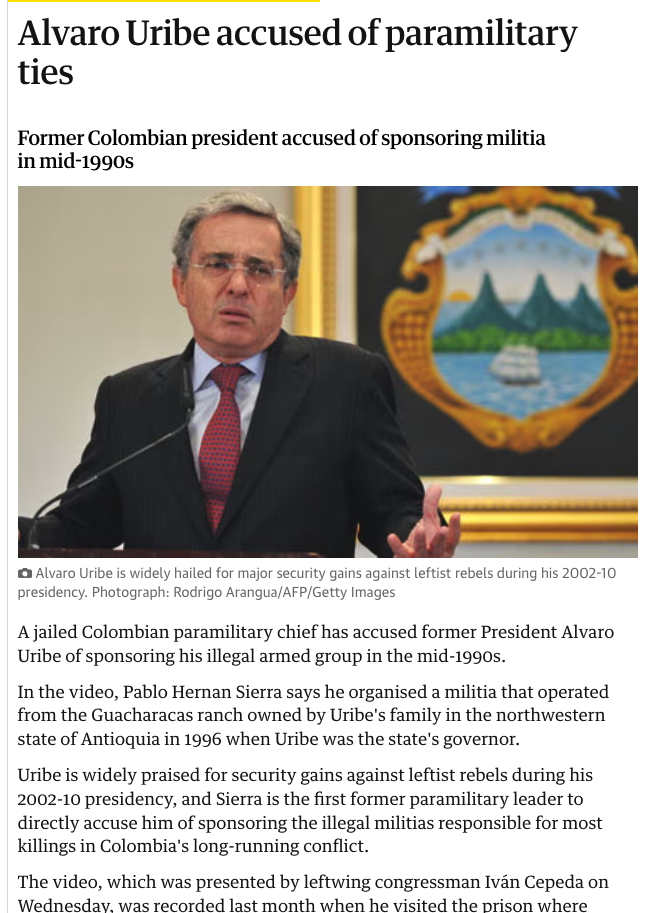 Alvaro Uribe accused of paramilitary
ties
Former Colombian president accused of sponsoring militia
in mid-1990s
Alvaro Uribe is widely hailed for major security gains against leftist rebels during his 2002-10
presidency. Photograph: Rodrigo Arangua/AFP/Getty Images
A jailed Colombian paramilitary chief has accused former President Alvaro
Uribe of sponsoring his illegal armed group in the mid-1990s.
In the video, Pablo Hernan Sierra says he organised a militia that operated
from the Guacharacas ranch owned by Uribe's family in the northwestern
state of Antioquia in 1996 when Uribe was the state's governor.
Uribe is widely praised for security gains against leftist rebels during his
2002-10 presidency, and Sierra is the first former paramilitary leader to
directly accuse him of sponsoring the illegal militias responsible for most
killings in Colombia's long-running conflict.
The video, which was presented by leftwing congressman Iván Cepeda on
Wednesday, was recorded last month when he visited the prison where